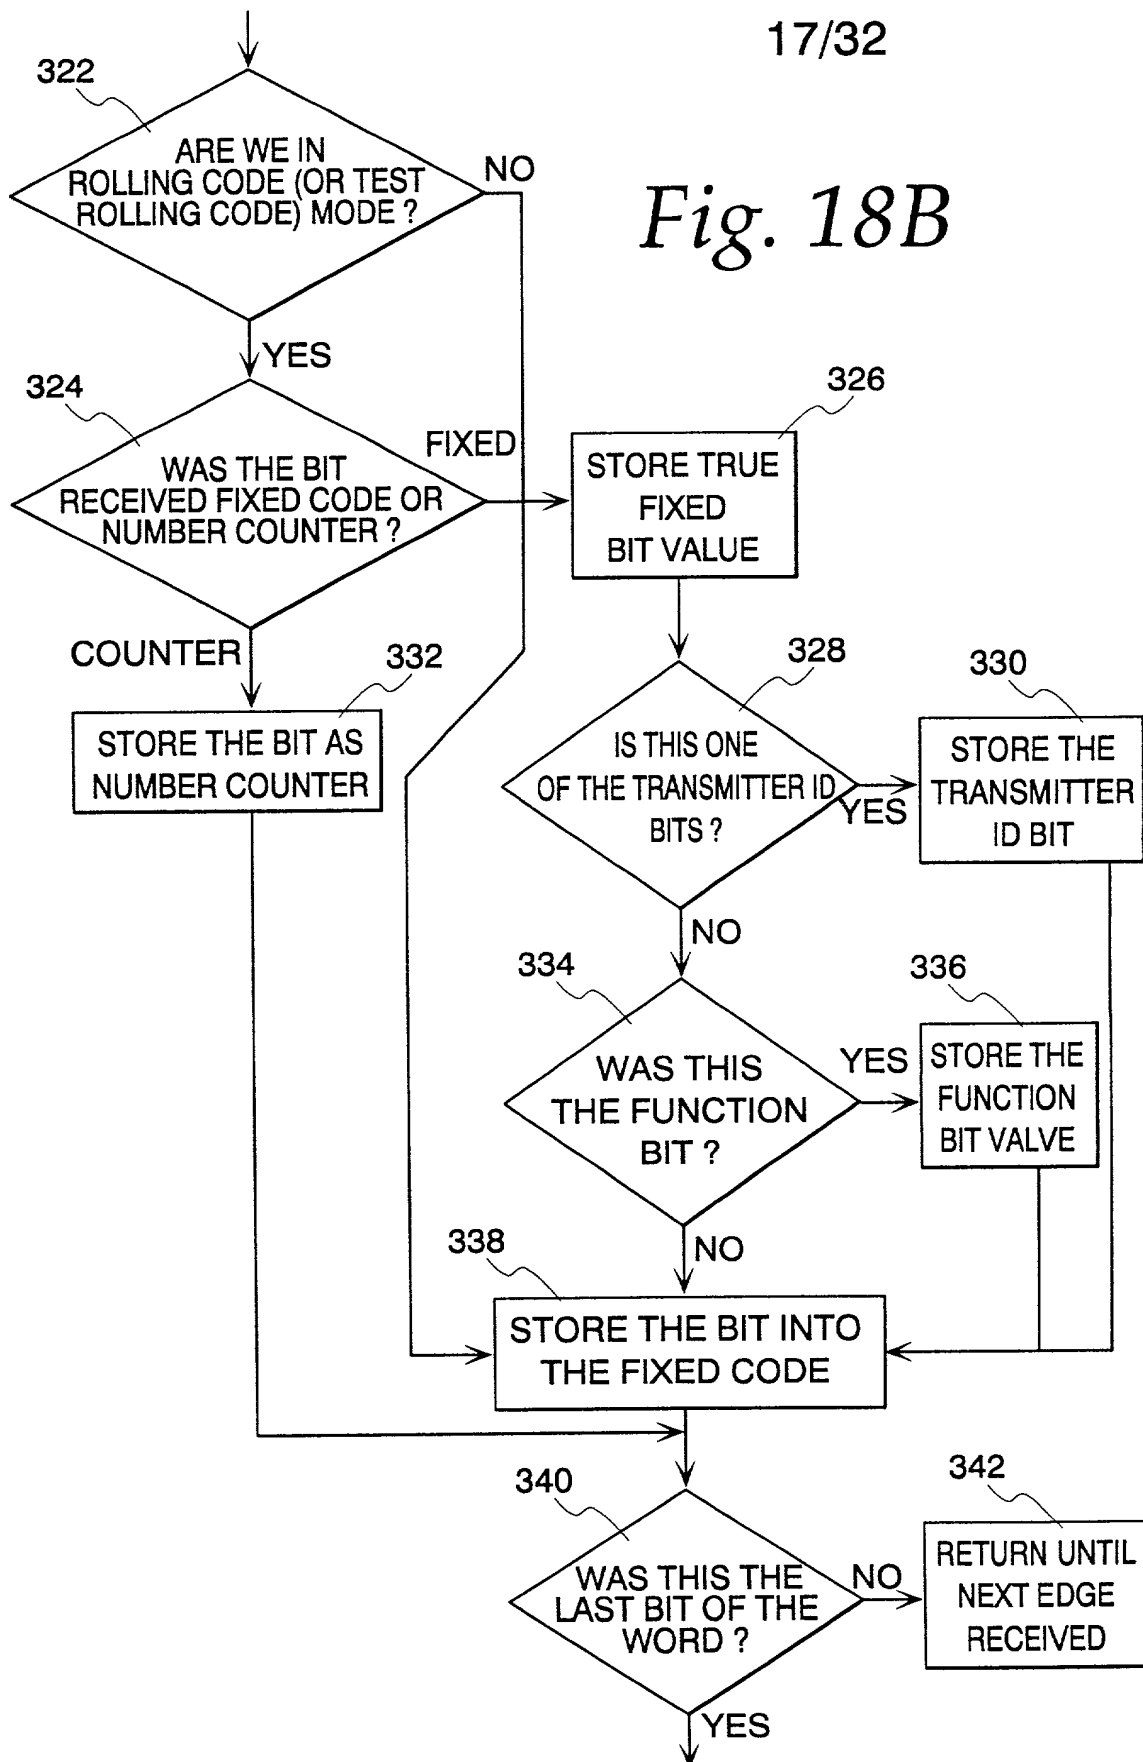 17/32
Fig. 18B
322
ARE WE IN
ROLLING CODE (OR TEST
ROLLING CODE) MODE ?
NO
YES
324
WAS THE BIT
RECEIVED FIXED CODE OR
NUMBER COUNTER ?
FIXED
326
STORE TRUE
FIXED
BIT VALUE
COUNTER
332
STORE THE BIT AS
NUMBER COUNTER
328
IS THIS ONE
OF THE TRANSMITTER ID
BITS ?
YES
330
STORE THE
TRANSMITTER
ID BIT
NO
334
WAS THIS
THE FUNCTION
BIT ?
YES
336
STORE THE
FUNCTION
BIT VALVE
NO
338
STORE THE BIT INTO
THE FIXED CODE
340
WAS THIS THE
LAST BIT OF THE
WORD ?
NO
342
RETURN UNTIL
NEXT EDGE
RECEIVED
YES